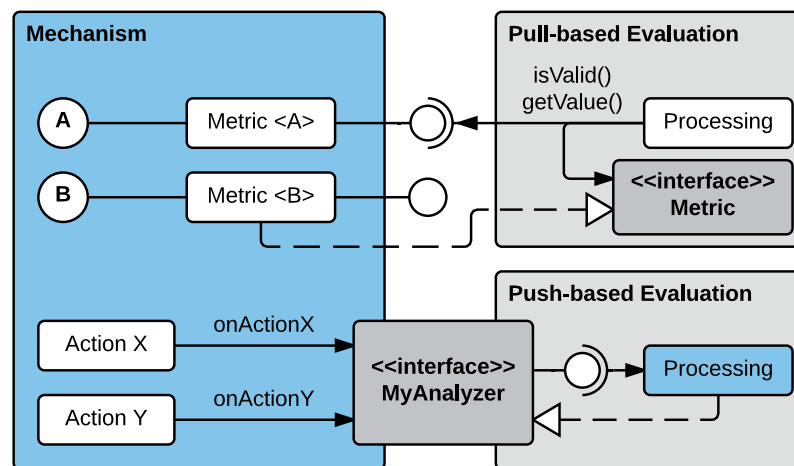 Mechanism
A
Metric <A>
B
Metric <B>
Action X
onActionX
Action Y
onActionY
<<interface>>
MyAnalyzer
Pull-based Evaluation
isValid()
getValue()
Processing
<<interface>>
Metric
Push-based Evaluation
Processing